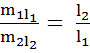 m₁l₁/m₂l₂ = l₂/l₁